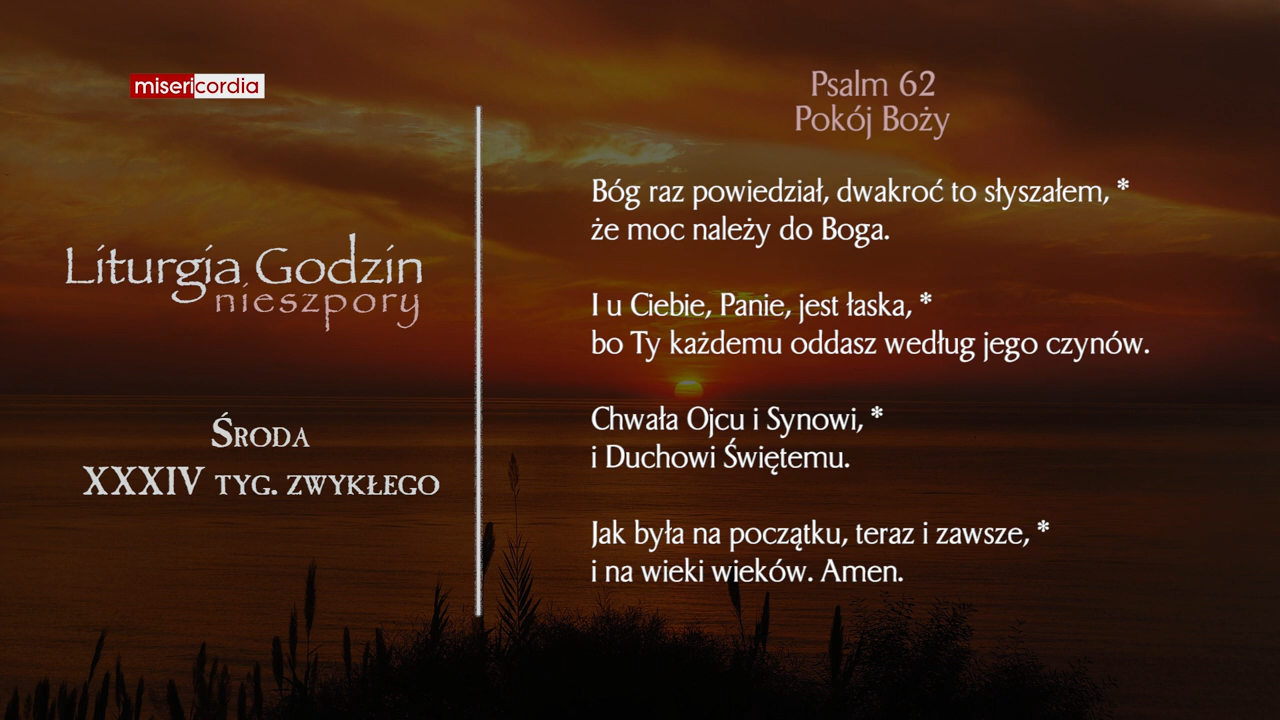 misericordia
Liturgia Godzin
nieszpory
Środa
XXXIV tyg. zwykłego
Psalm 62
Pokój Boży
Bóg raz powiedział, dwakroć to słyszałem, *
że moc należy do Boga.
I u Ciebie, Panie, jest łaska, *
bo Ty każdemu oddasz według jego czynów.
Chwała Ojcu i Synowi, *
i Duchowi Świętemu.
Jak była na początku, teraz i zawsze, *
i na wieki wieków. Amen.